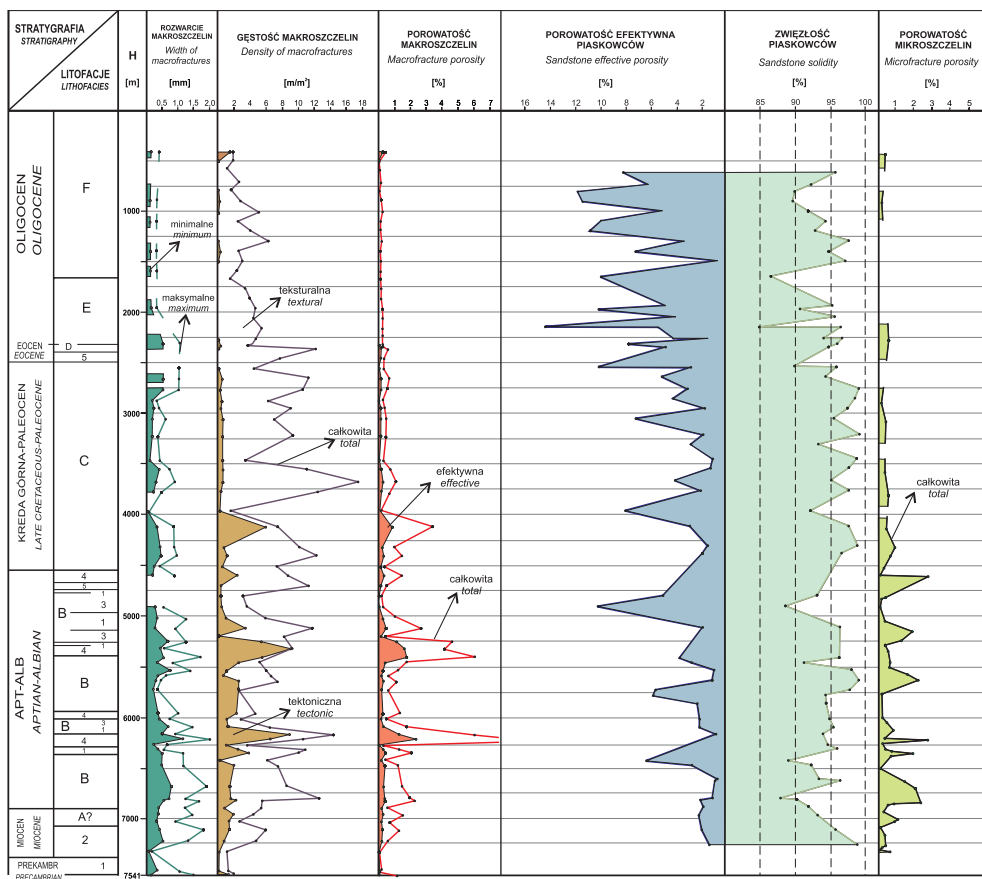 STRATYGRAFIA
STRATIGRAPHY
LITOFACJE
LITHOFACIES
H
[m]
ROZWARCIE
MAKROSZCZELIN
Width of
macrofractures
[mm]
0,5 1,0 1,5 2,0
GĘSTOŚĆ MAKROSZCZELIN
Density of macrofractures
[m/m²]
2 6 10 12 14 18
POROWATOŚĆ
MAKROSZCZELIN
Macrofracture porosity
[%]
1 2 3 4 5 6 7
POROWATOŚĆ EFEKTYWNA
PIASKOWCÓW
Sandstone effective porosity
[%]
16 14 12 10 8 6 4 2
ZWIĘZŁOŚĆ
PIASKOWCÓW
Sandstone solidity
[%]
85 90 95 100
POROWATOŚĆ
MIKROSZCZELIN
Microfracture porosity
[%]
1 2 3 4 5
OLIGOCEN
OLIGOCENE
F
E
1000
2000
minimalne
minimum
maksymalne
maximum
teksturalna
textural
EOCEN
EOCENE
D
5
KREDA GÓRNA-PALEOCEN
LATE CRETACEOUS-PALEOCENE
C
3000
4000
całkowita
total
efektywna
effective
całkowita
total
całkowita
total
APT-ALB
APTIAN-ALBIAN
4
5
1
B
3
1
3
1
4
B
4
B
3
1
4
1
B
5000
6000
tektoniczna
tectonic
MIOCEN
MIOCENE
A?
2
7000
PREKAMBR
PRECAMBRIAN
1
7541